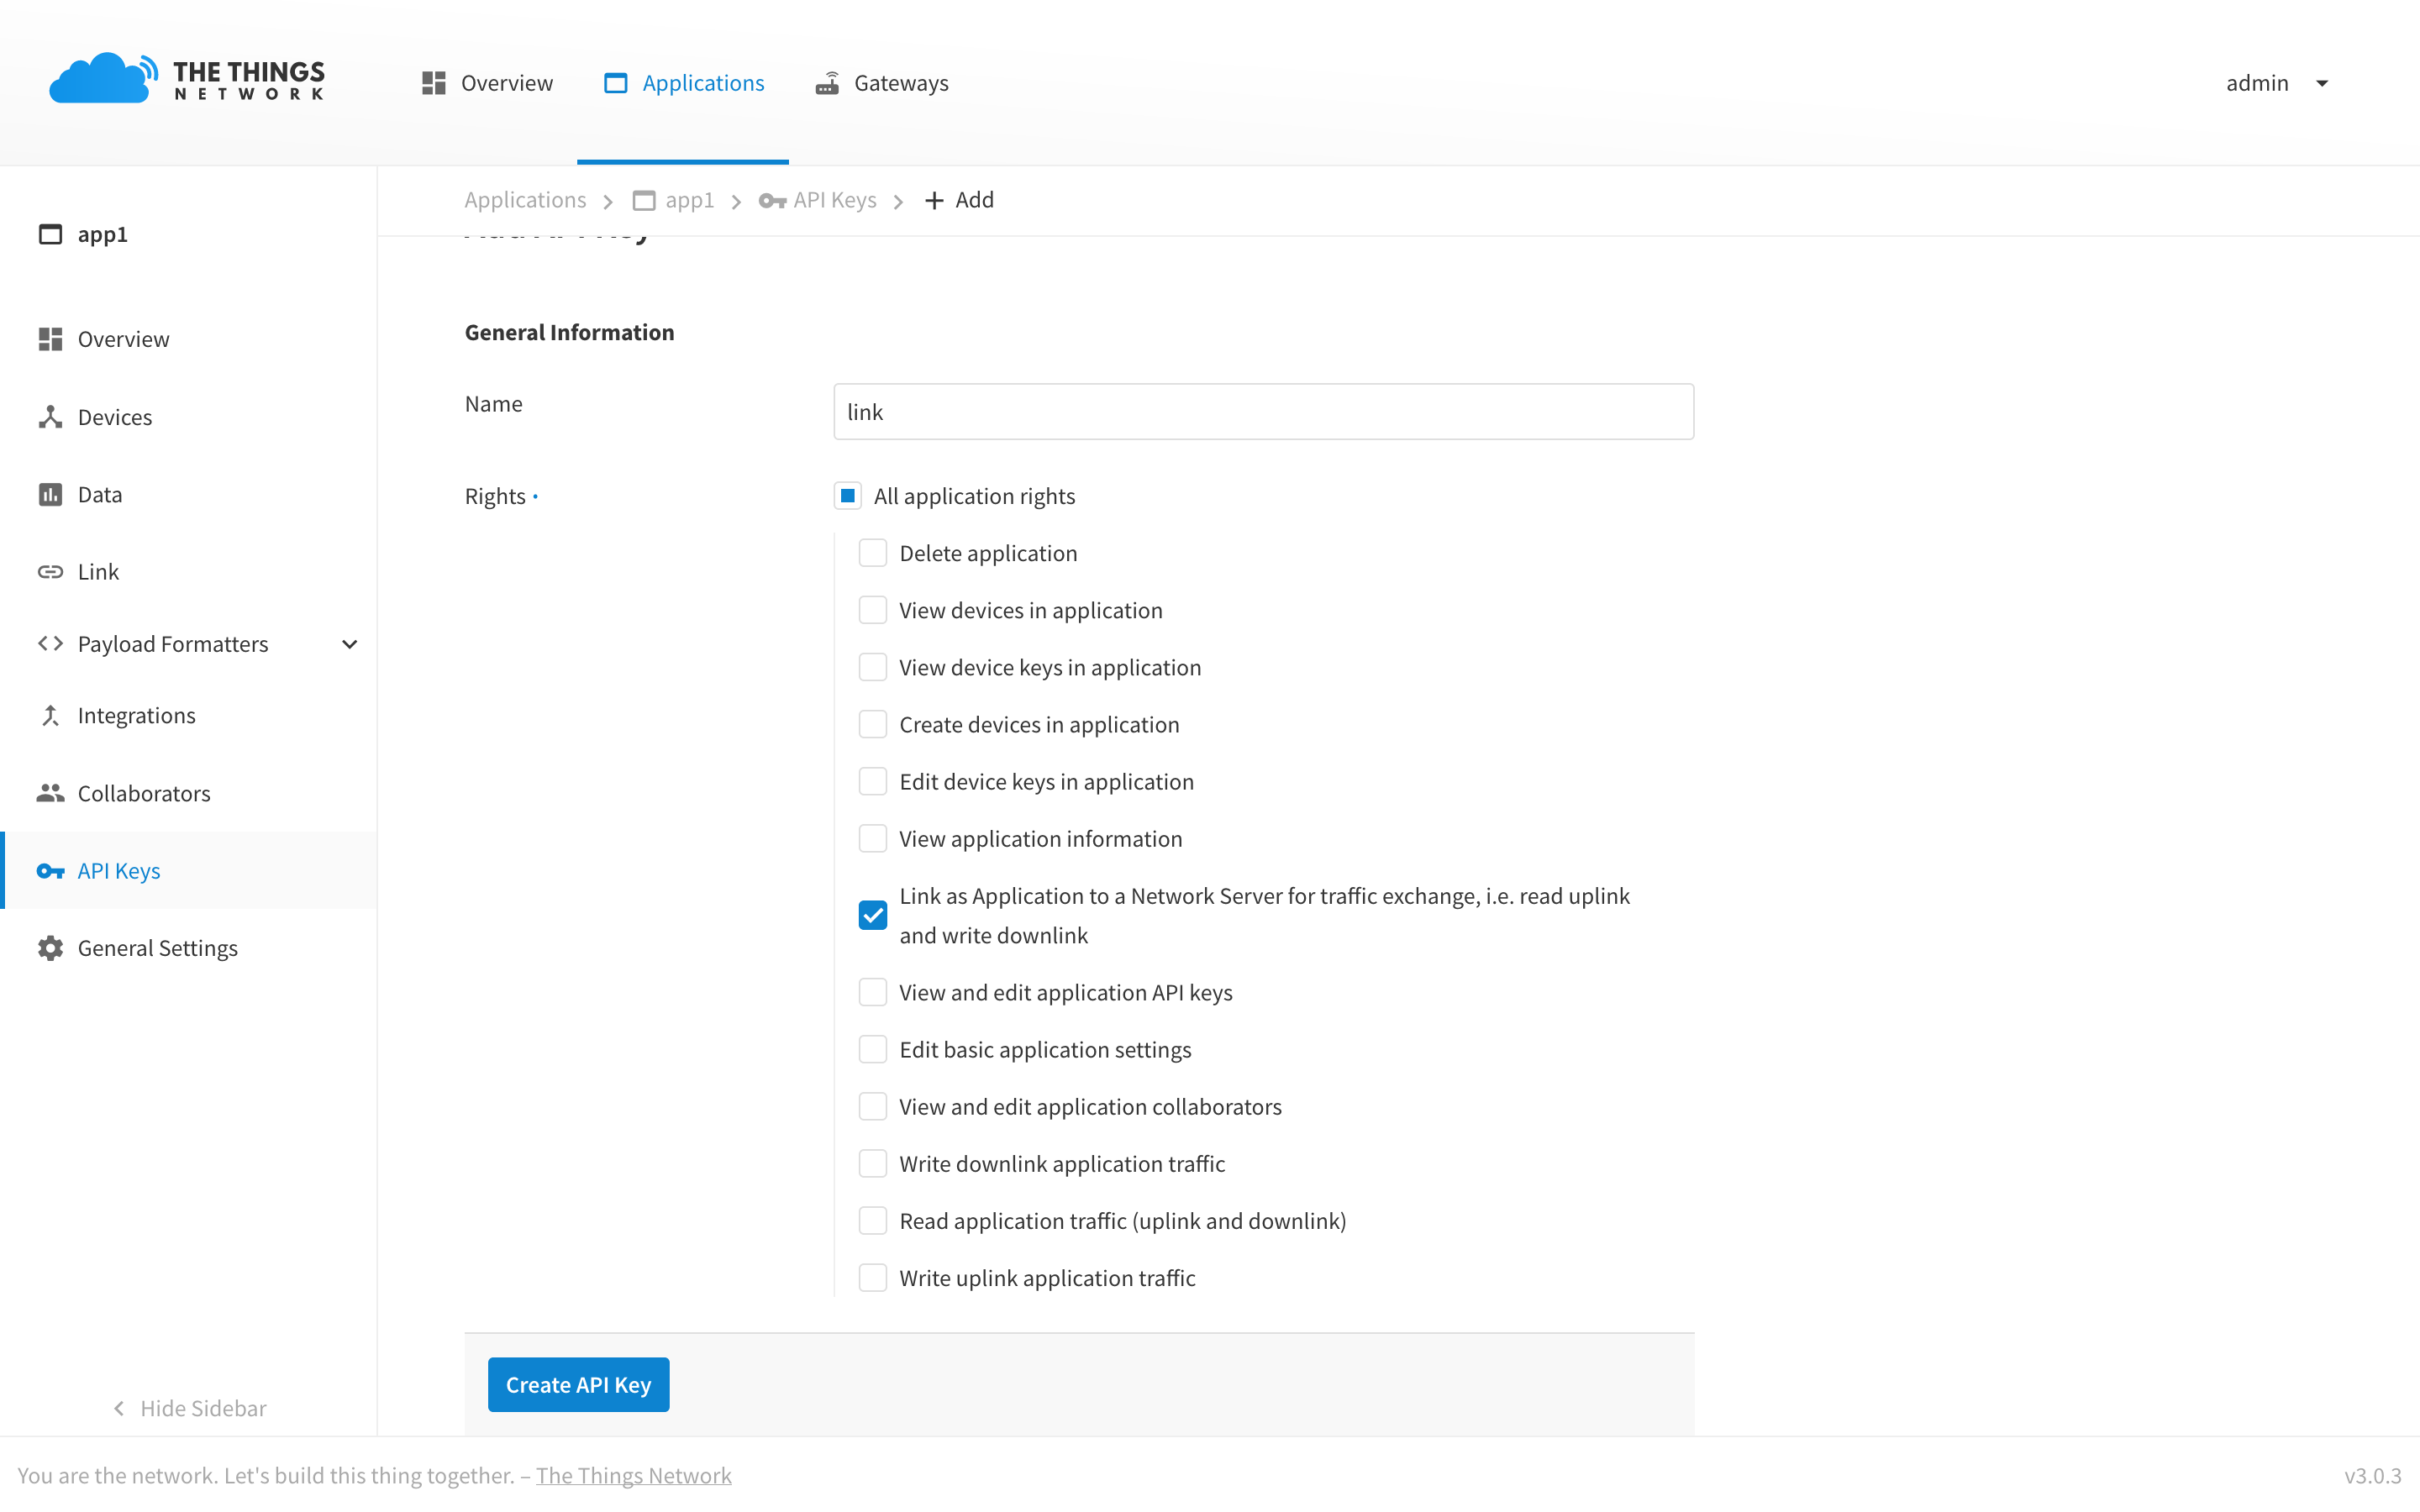 THE THINGS
NETWORK
Overview
Applications
Gateways
admin
Applications
app1
API Keys
Add
app1
Overview
Devices
Data
Link
Payload Formatters
Integrations
Collaborators
API Keys
General Settings
Hide Sidebar
General Information
Name
link
Rights
All application rights
Delete application
View devices in application
View device keys in application
Create devices in application
Edit device keys in application
View application information
Link as Application to a Network Server for traffic exchange, i.e. read uplink
and write downlink
View and edit application API keys
Edit basic application settings
View and edit application collaborators
Write downlink application traffic
Read application traffic (uplink and downlink)
Write uplink application traffic
Create API Key
You are the network. Let's build this thing together. – The Things Network
v3.0.3